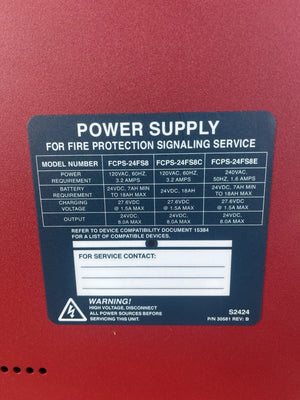 POWER SUPPLY
FOR FIRE PROTECTION SIGNALING SERVICE
MODEL NUMBER FCPS-24FS8 FCPS-24FS8C FCPS-24FS8E
POWER REQUIREMENT 120VAC, 60HZ, 3.2 AMPS 120VAC, 60HZ, 3.2 AMPS 240VAC, 50HZ, 1.6 AMPS
BATTERY REQUIREMENT 24VDC, 7AH MIN TO 18AH MAX 24VDC, 18AH 24VDC, 7AH MIN TO 18AH MAX
CHARGING VOLTAGE 27.6VDC @ 1.5A MAX 27.6VDC @ 1.5A MAX 27.6VDC @ 1.5A MAX
OUTPUT 24VDC, 8.0A MAX 24VDC, 8.0A MAX 24VDC, 8.0A MAX
REFER TO DEVICE COMPATIBILITY DOCUMENT 15384
FOR A LIST OF COMPATIBLE DEVICES.
FOR SERVICE CONTACT:
WARNING!
HIGH VOLTAGE, DISCONNECT
ALL POWER SOURCES BEFORE
SERVICING THIS UNIT.
S2424
P/N 30581 REV: B